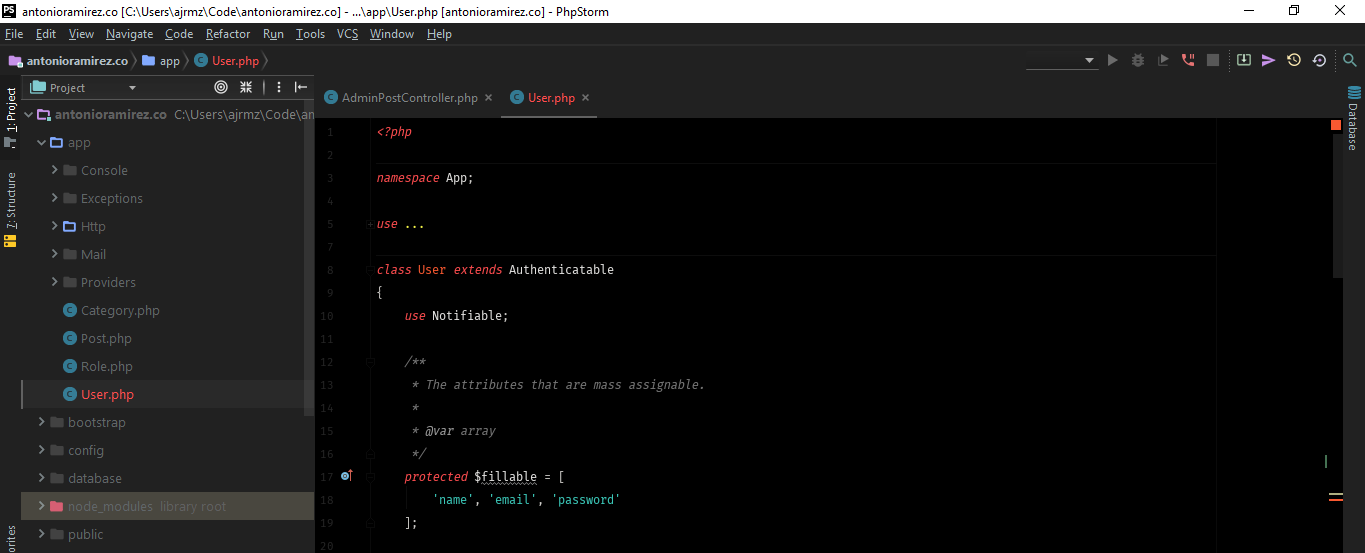 PS antonioramirez.co [C:\Users\ajrmz\Code\antonioramirez.co] - ...\app\User.php [antonioramirez.co] - PhpStorm
File Edit View Navigate Code Refactor Run Tools VCS Window Help
antonioramirez.co app User.php
Project
AdminPostController.php User.php
1: Project
7: Structure
orites
antonioramirez.co C:\Users\ajrmz\Code\an
app
Console
Exceptions
Http
Mail
Providers
Category.php
Post.php
Role.php
User.php
bootstrap
config
database
node_modules library root
public
1 <?php
2
3 namespace App;
4
5 use ...
7
8 class User extends Authenticatable
9 {
10 use Notifiable;
11
12 /**
13 * The attributes that are mass assignable.
14 *
15 * @var array
16 */
17 protected $fillable = [
18 'name', 'email', 'password'
19 ];
20
Database